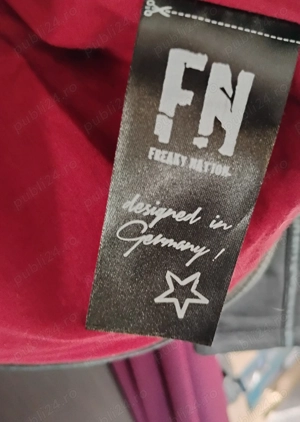 FN
FREAKY NATION
designed in
Germany!